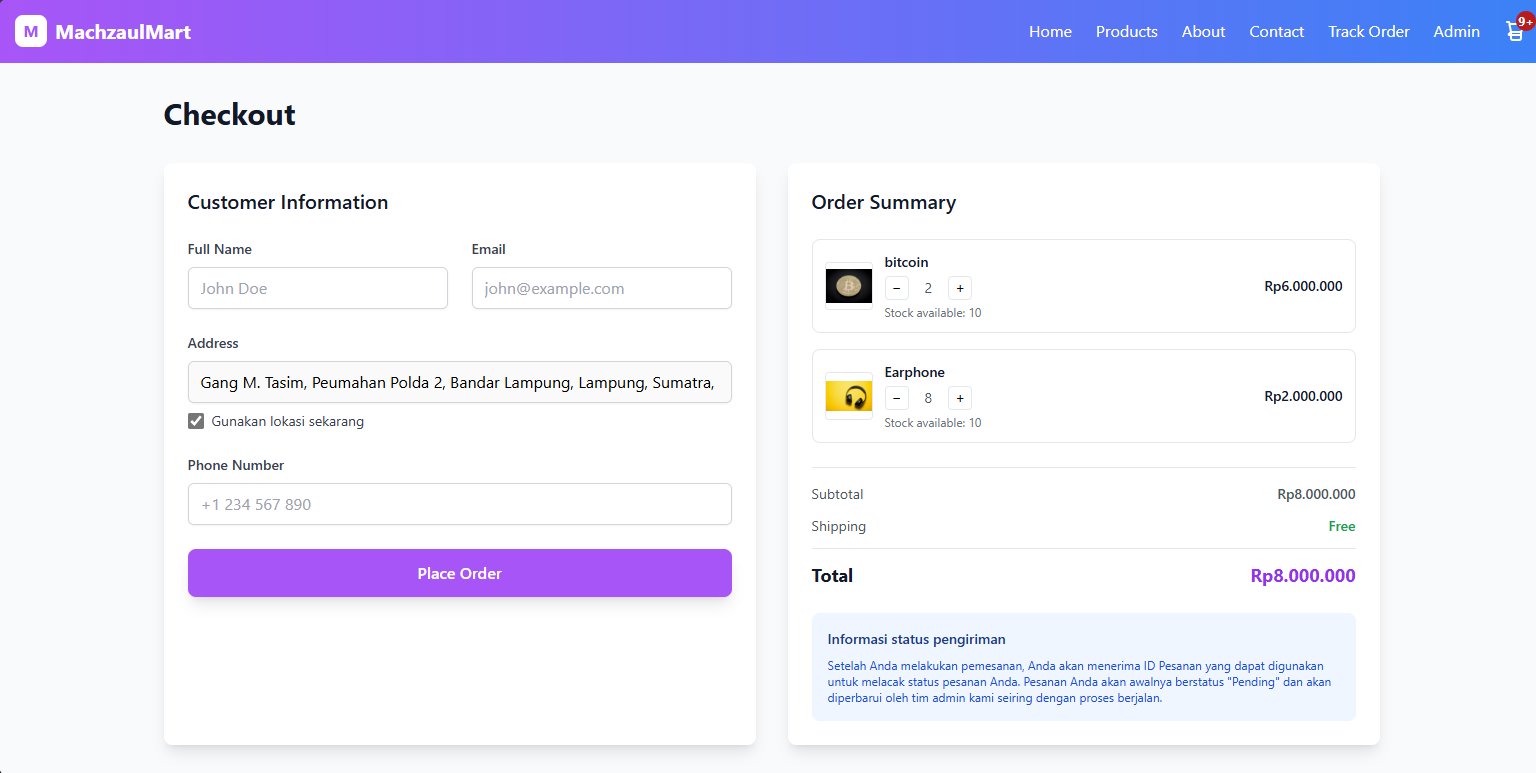 M MachzaulMart
Home Products About Contact Track Order Admin 9+
Checkout
Customer Information
Full Name Email
John Doe john@example.com
Address
Gang M. Tasim, Peumahan Polda 2, Bandar Lampung, Lampung, Sumatra,
Gunakan lokasi sekarang
Phone Number
+1 234 567 890
Place Order
Order Summary
bitcoin
− 2 +
Rp6.000.000
Stock available: 10
Earphone
− 8 +
Rp2.000.000
Stock available: 10
Subtotal Rp8.000.000
Shipping Free
Total Rp8.000.000
Informasi status pengiriman
Setelah Anda melakukan pemesanan, Anda akan menerima ID Pesanan yang dapat digunakan
untuk melacak status pesanan Anda. Pesanan Anda akan awalnya berstatus "Pending" dan akan
diperbarui oleh tim admin kami seiring dengan proses berjalan.